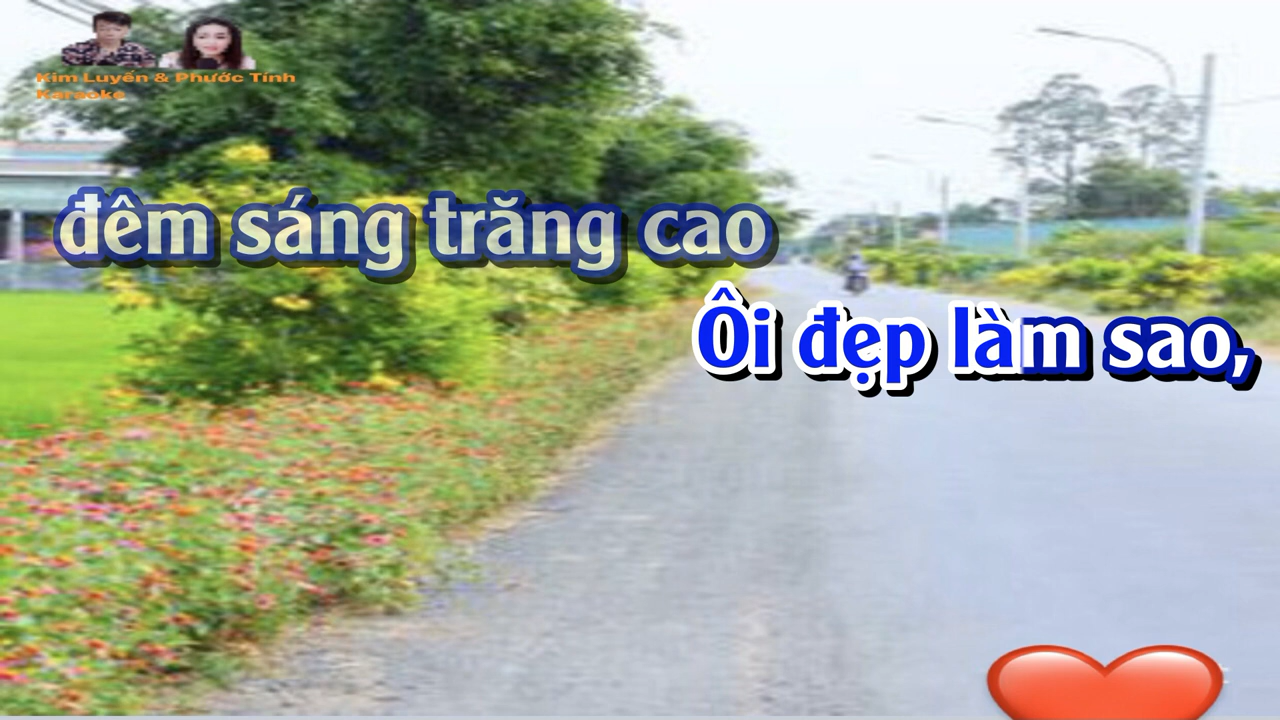 Kim Luyến & Phước Tính
Karaoke
đêm sáng trăng cao
Ôi đẹp làm sao,